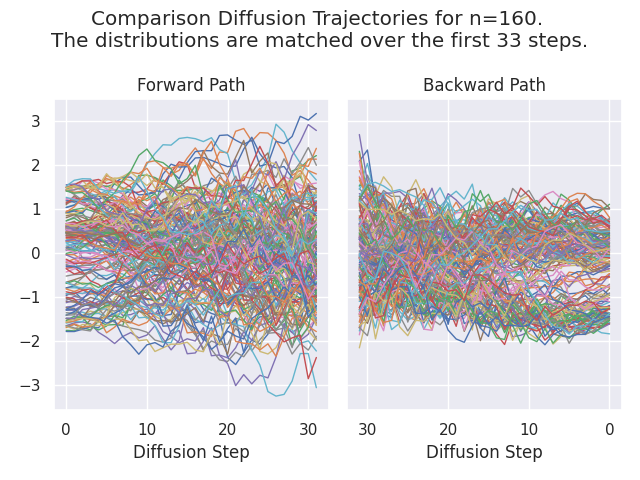 Comparison Diffusion Trajectories for n=160.
The distributions are matched over the first 33 steps.
Forward Path
Backward Path
3
2
1
0
−1
−2
−3
0 10 20 30
30 20 10 0
Diffusion Step
Diffusion Step